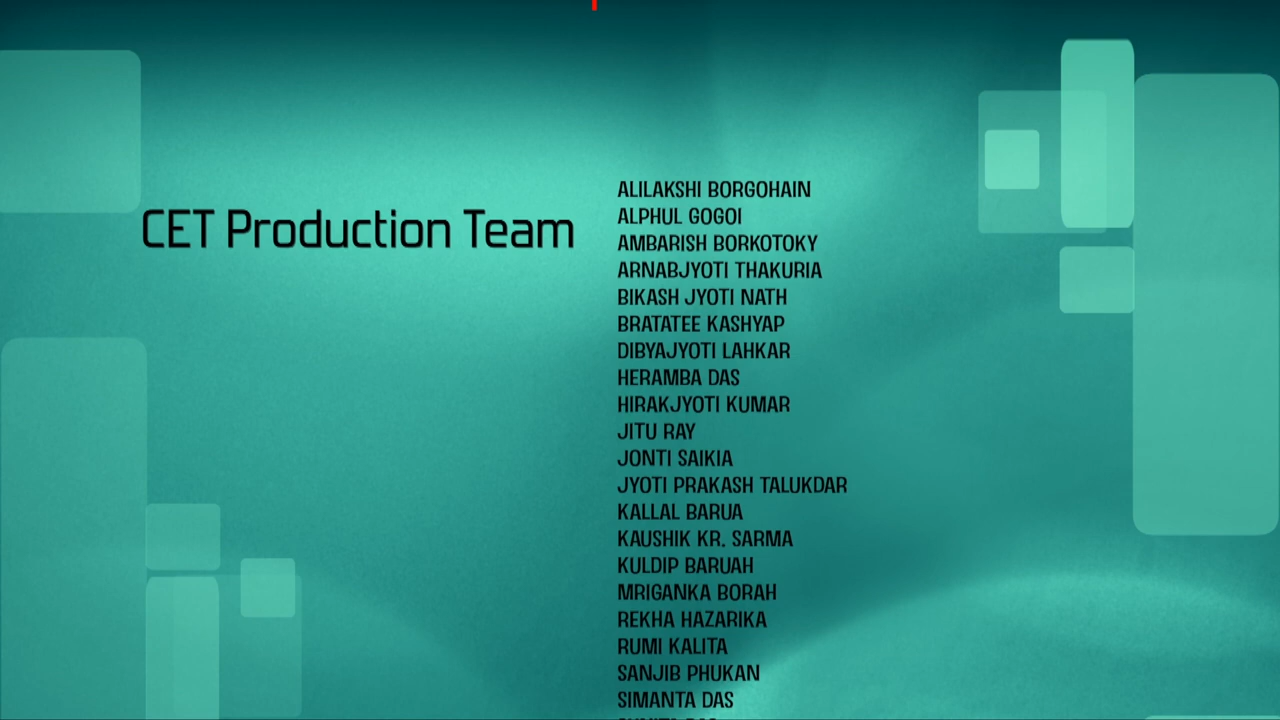 CET Production Team
ALILAKSHI BORGOHAIN
ALPHUL GOGOI
AMBARISH BORKOTOKY
ARNABJYOTI THAKURIA
BIKASH JYOTI NATH
BRATATEE KASHYAP
DIBYAJYOTI LAHKAR
HERAMBA DAS
HIRAKJYOTI KUMAR
JITU RAY
JONTI SAIKIA
JYOTI PRAKASH TALUKDAR
KALLAL BARUA
KAUSHIK KR. SARMA
KULDIP BARUAH
MRIGANKA BORAH
REKHA HAZARIKA
RUMI KALITA
SANJIB PHUKAN
SIMANTA DAS